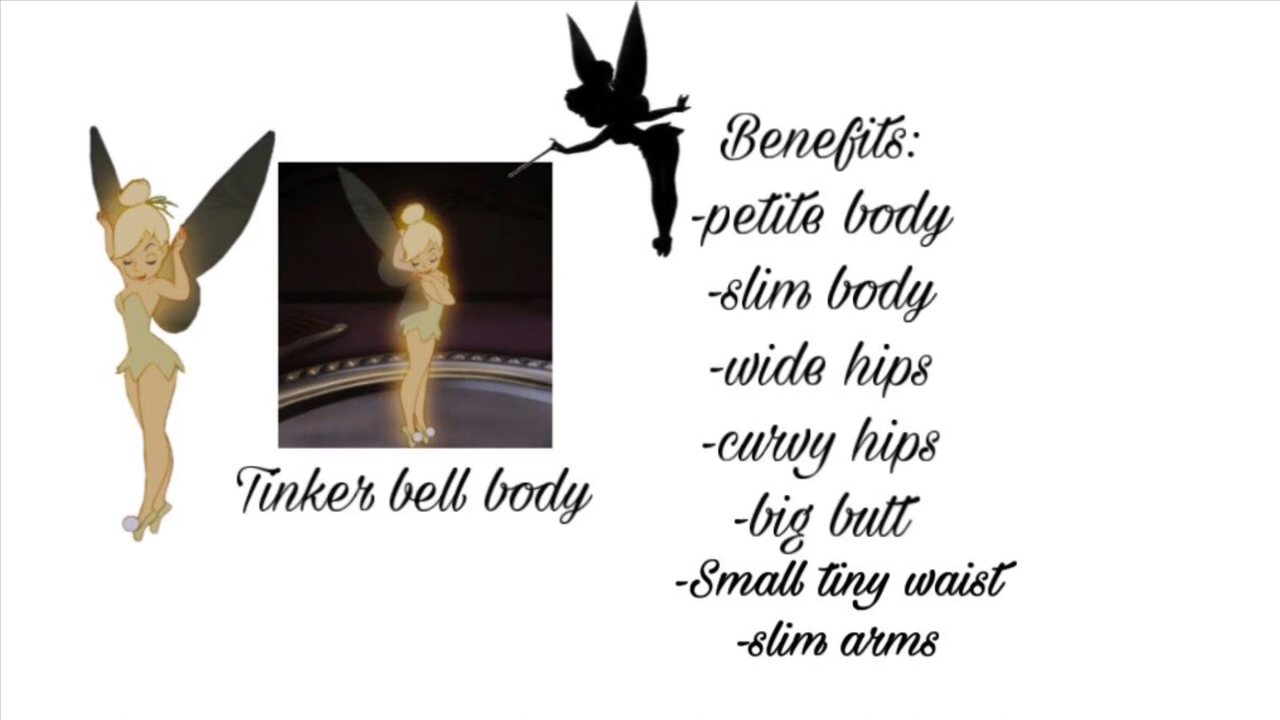 Benefits:
-petite body
-slim body
-wide hips
-curvy hips
-big butt
-Small tiny waist
-slim arms
Tinker bell body